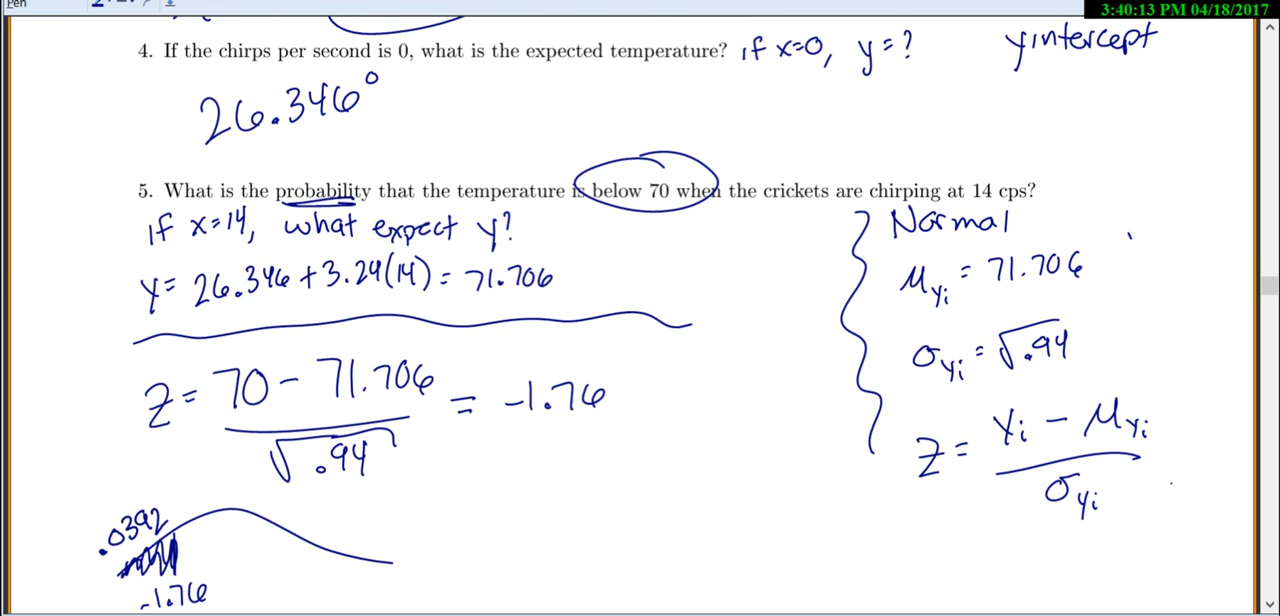 Pen
3:40:13 PM 04/18/2017
4. If the chirps per second is 0, what is the expected temperature? if x=0, y=? y intercept
26.346°
5. What is the probability that the temperature is below 70 when the crickets are chirping at 14 cps?
if x=14, what expect y?
y= 26.346+3.24(14)= 71.706
Z= 70 - 71.706 / √.94 = -1.76
.0392
-1.76
Normal
μyi = 71.706
σyi = √.94
Z= yi - μyi / σyi